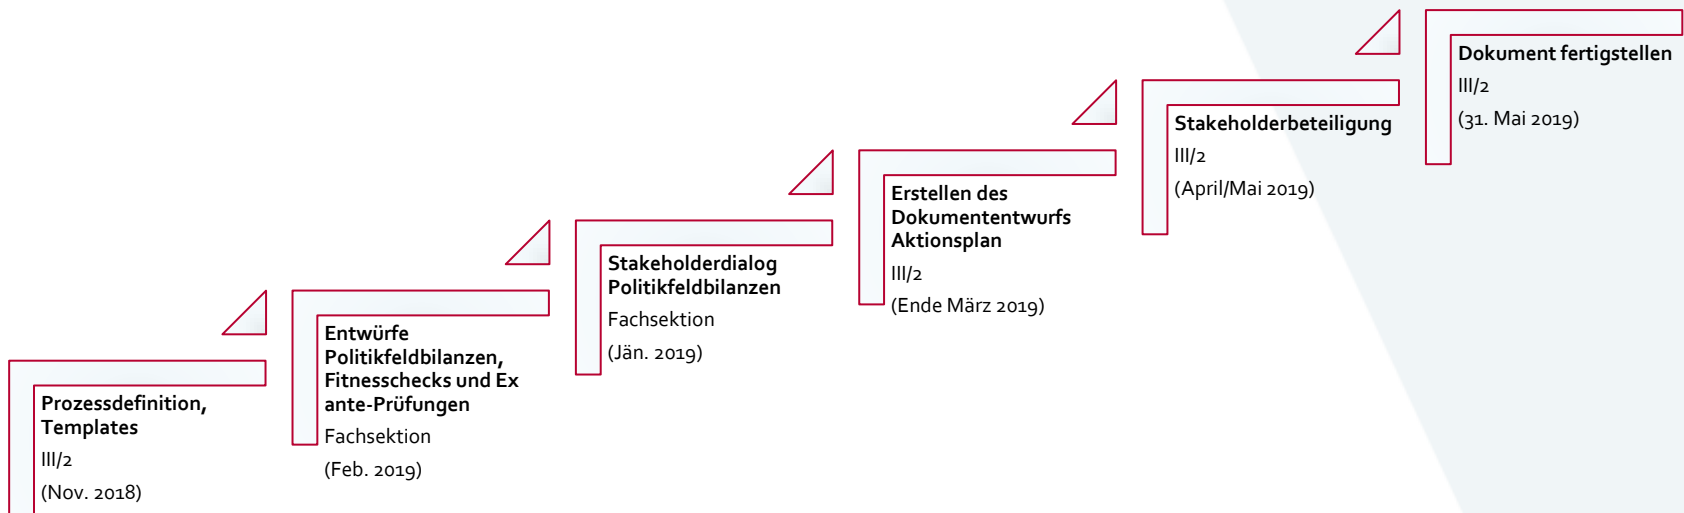 Prozessdefinition,
Templates
III/2
(Nov. 2018)
Entwürfe
Politikfeldbilanzen,
Fitnesschecks und Ex
ante-Prüfungen
Fachsektion
(Feb. 2019)
Stakeholderdialog
Politikfeldbilanzen
Fachsektion
(Jän. 2019)
Erstellen des
Dokumententwurfs
Aktionsplan
III/2
(Ende März 2019)
Stakeholderbeteiligung
III/2
(April/Mai 2019)
Dokument fertigstellen
III/2
(31. Mai 2019)